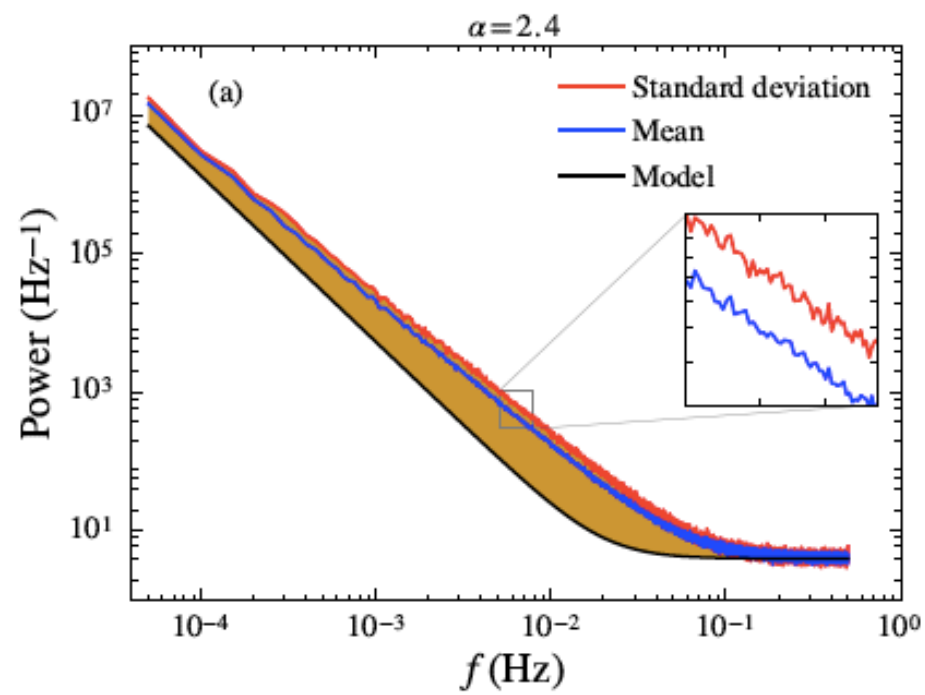 α=2.4
(a)
Standard deviation
Mean
Model
Power (Hz⁻¹)
10⁷
10⁵
10³
10¹
10⁻⁴ 10⁻³ 10⁻² 10⁻¹ 10⁰
f (Hz)